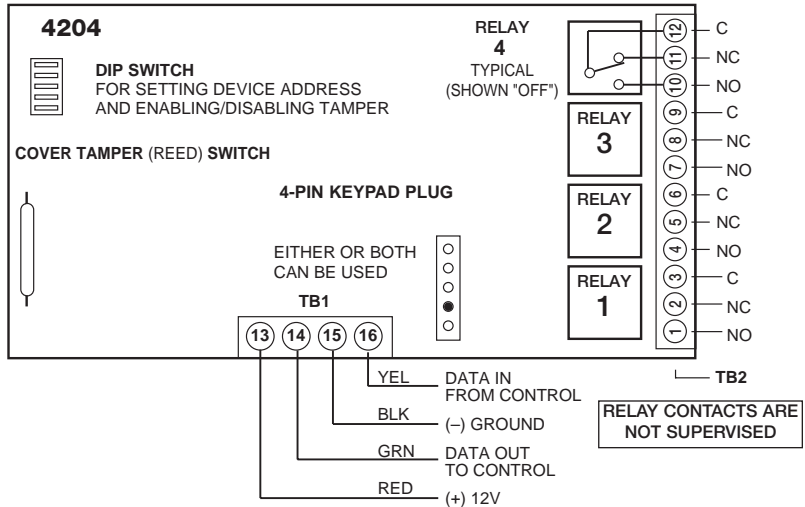 4204
DIP SWITCH
FOR SETTING DEVICE ADDRESS
AND ENABLING/DISABLING TAMPER
COVER TAMPER (REED) SWITCH
RELAY
4
TYPICAL
(SHOWN "OFF")
RELAY
3
RELAY
2
RELAY
1
12 C
11 NC
10 NO
9 C
8 NC
7 NO
6 C
5 NC
4 NO
3 C
2 NC
1 NO
TB2
4-PIN KEYPAD PLUG
EITHER OR BOTH
CAN BE USED
TB1
13 14 15 16
YEL DATA IN
FROM CONTROL
BLK (–) GROUND
GRN DATA OUT
TO CONTROL
RED (+) 12V
RELAY CONTACTS ARE
NOT SUPERVISED